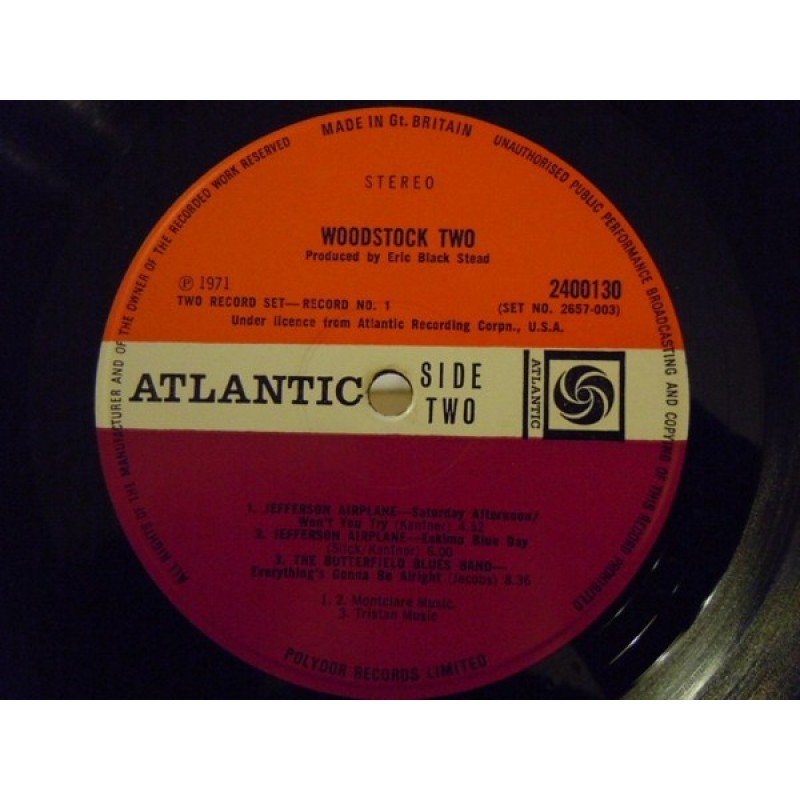 MADE IN Gt. BRITAIN
UNAUTHORISED PUBLIC PERFORMANCE BROADCASTING AND COPYING OF THIS RECORD PROHIBITED
ALL RIGHTS OF THE MANUFACTURER AND OF THE OWNER OF THE RECORDED WORK RESERVED
STEREO
WOODSTOCK TWO
Produced by Eric Black Stead
℗ 1971
2400130
TWO RECORD SET—RECORD NO. 1
(SET NO. 2657-003)
Under licence from Atlantic Recording Corpn., U.S.A.
ATLANTIC
SIDE
TWO
ATLANTIC
1. JEFFERSON AIRPLANE—Saturday Afternoon/
Won't You Try (Kantner) 4.52
2. JEFFERSON AIRPLANE—Eskimo Blue Day
(Slick/Kantner) 6.00
3. THE BUTTERFIELD BLUES BAND—
Everything's Gonna Be Alright (Jacobs) 8.36
1. 2. Montclare Music.
3. Tristan Music
POLYDOR RECORDS LIMITED